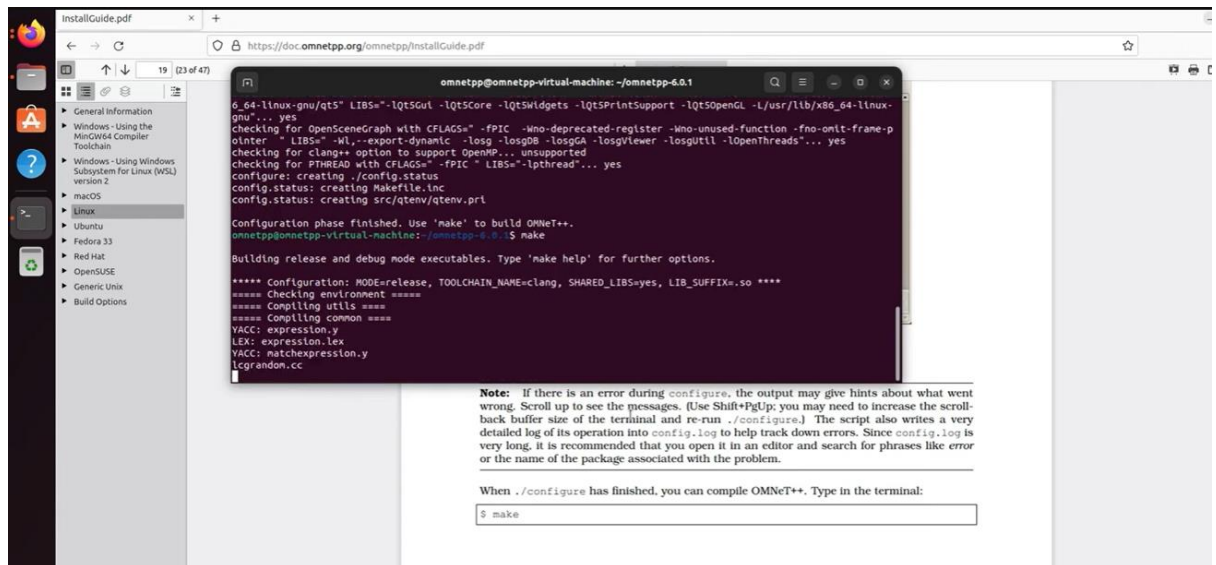 InstallGuide.pdf × +
https://doc.omnetpp.org/omnetpp/InstallGuide.pdf
19 (23 of 47)
General Information
Windows - Using the
MinGW64 Compiler
Toolchain
Windows - Using Windows
Subsystem for Linux (WSL)
version 2
macOS
Linux
Ubuntu
Fedora 33
Red Hat
OpenSUSE
Generic Unix
Build Options
omnetpp@omnetpp-virtual-machine: ~/omnetpp-6.0.1
6_64-linux-gnu/qt5" LIBS="-lQt5Gui -lQt5Core -lQt5Widgets -lQt5PrintSupport -lQt5OpenGL -L/usr/lib/x86_64-linux-
gnu"... yes
checking for OpenSceneGraph with CFLAGS=" -fPIC  -Wno-deprecated-register -Wno-unused-function -fno-omit-frame-p
ointer  " LIBS=" -Wl,--export-dynamic  -losg -losgDB -losgGA -losgViewer -losgUtil -lOpenThreads"... yes
checking for clang++ option to support OpenMP... unsupported
checking for PTHREAD with CFLAGS=" -fPIC " LIBS="-lpthread"... yes
configure: creating ./config.status
config.status: creating Makefile.inc
config.status: creating src/qtenv/qtenv.pri
Configuration phase finished. Use 'make' to build OMNeT++.
omnetpp@omnetpp-virtual-machine:~/omnetpp-6.0.1$ make
Building release and debug mode executables. Type 'make help' for further options.
***** Configuration: MODE=release, TOOLCHAIN_NAME=clang, SHARED_LIBS=yes, LIB_SUFFIX=.so ****
===== Checking environment =====
===== Compiling utils ====
===== Compiling common ====
YACC: expression.y
LEX: expression.lex
YACC: matchexpression.y
lcgrandom.cc
Note: If there is an error during configure, the output may give hints about what went
wrong. Scroll up to see the messages. (Use Shift+PgUp; you may need to increase the scroll-
back buffer size of the terminal and re-run ./configure.) The script also writes a very
detailed log of its operation into config.log to help track down errors. Since config.log is
very long, it is recommended that you open it in an editor and search for phrases like error
or the name of the package associated with the problem.
When ./configure has finished, you can compile OMNeT++. Type in the terminal:
$ make